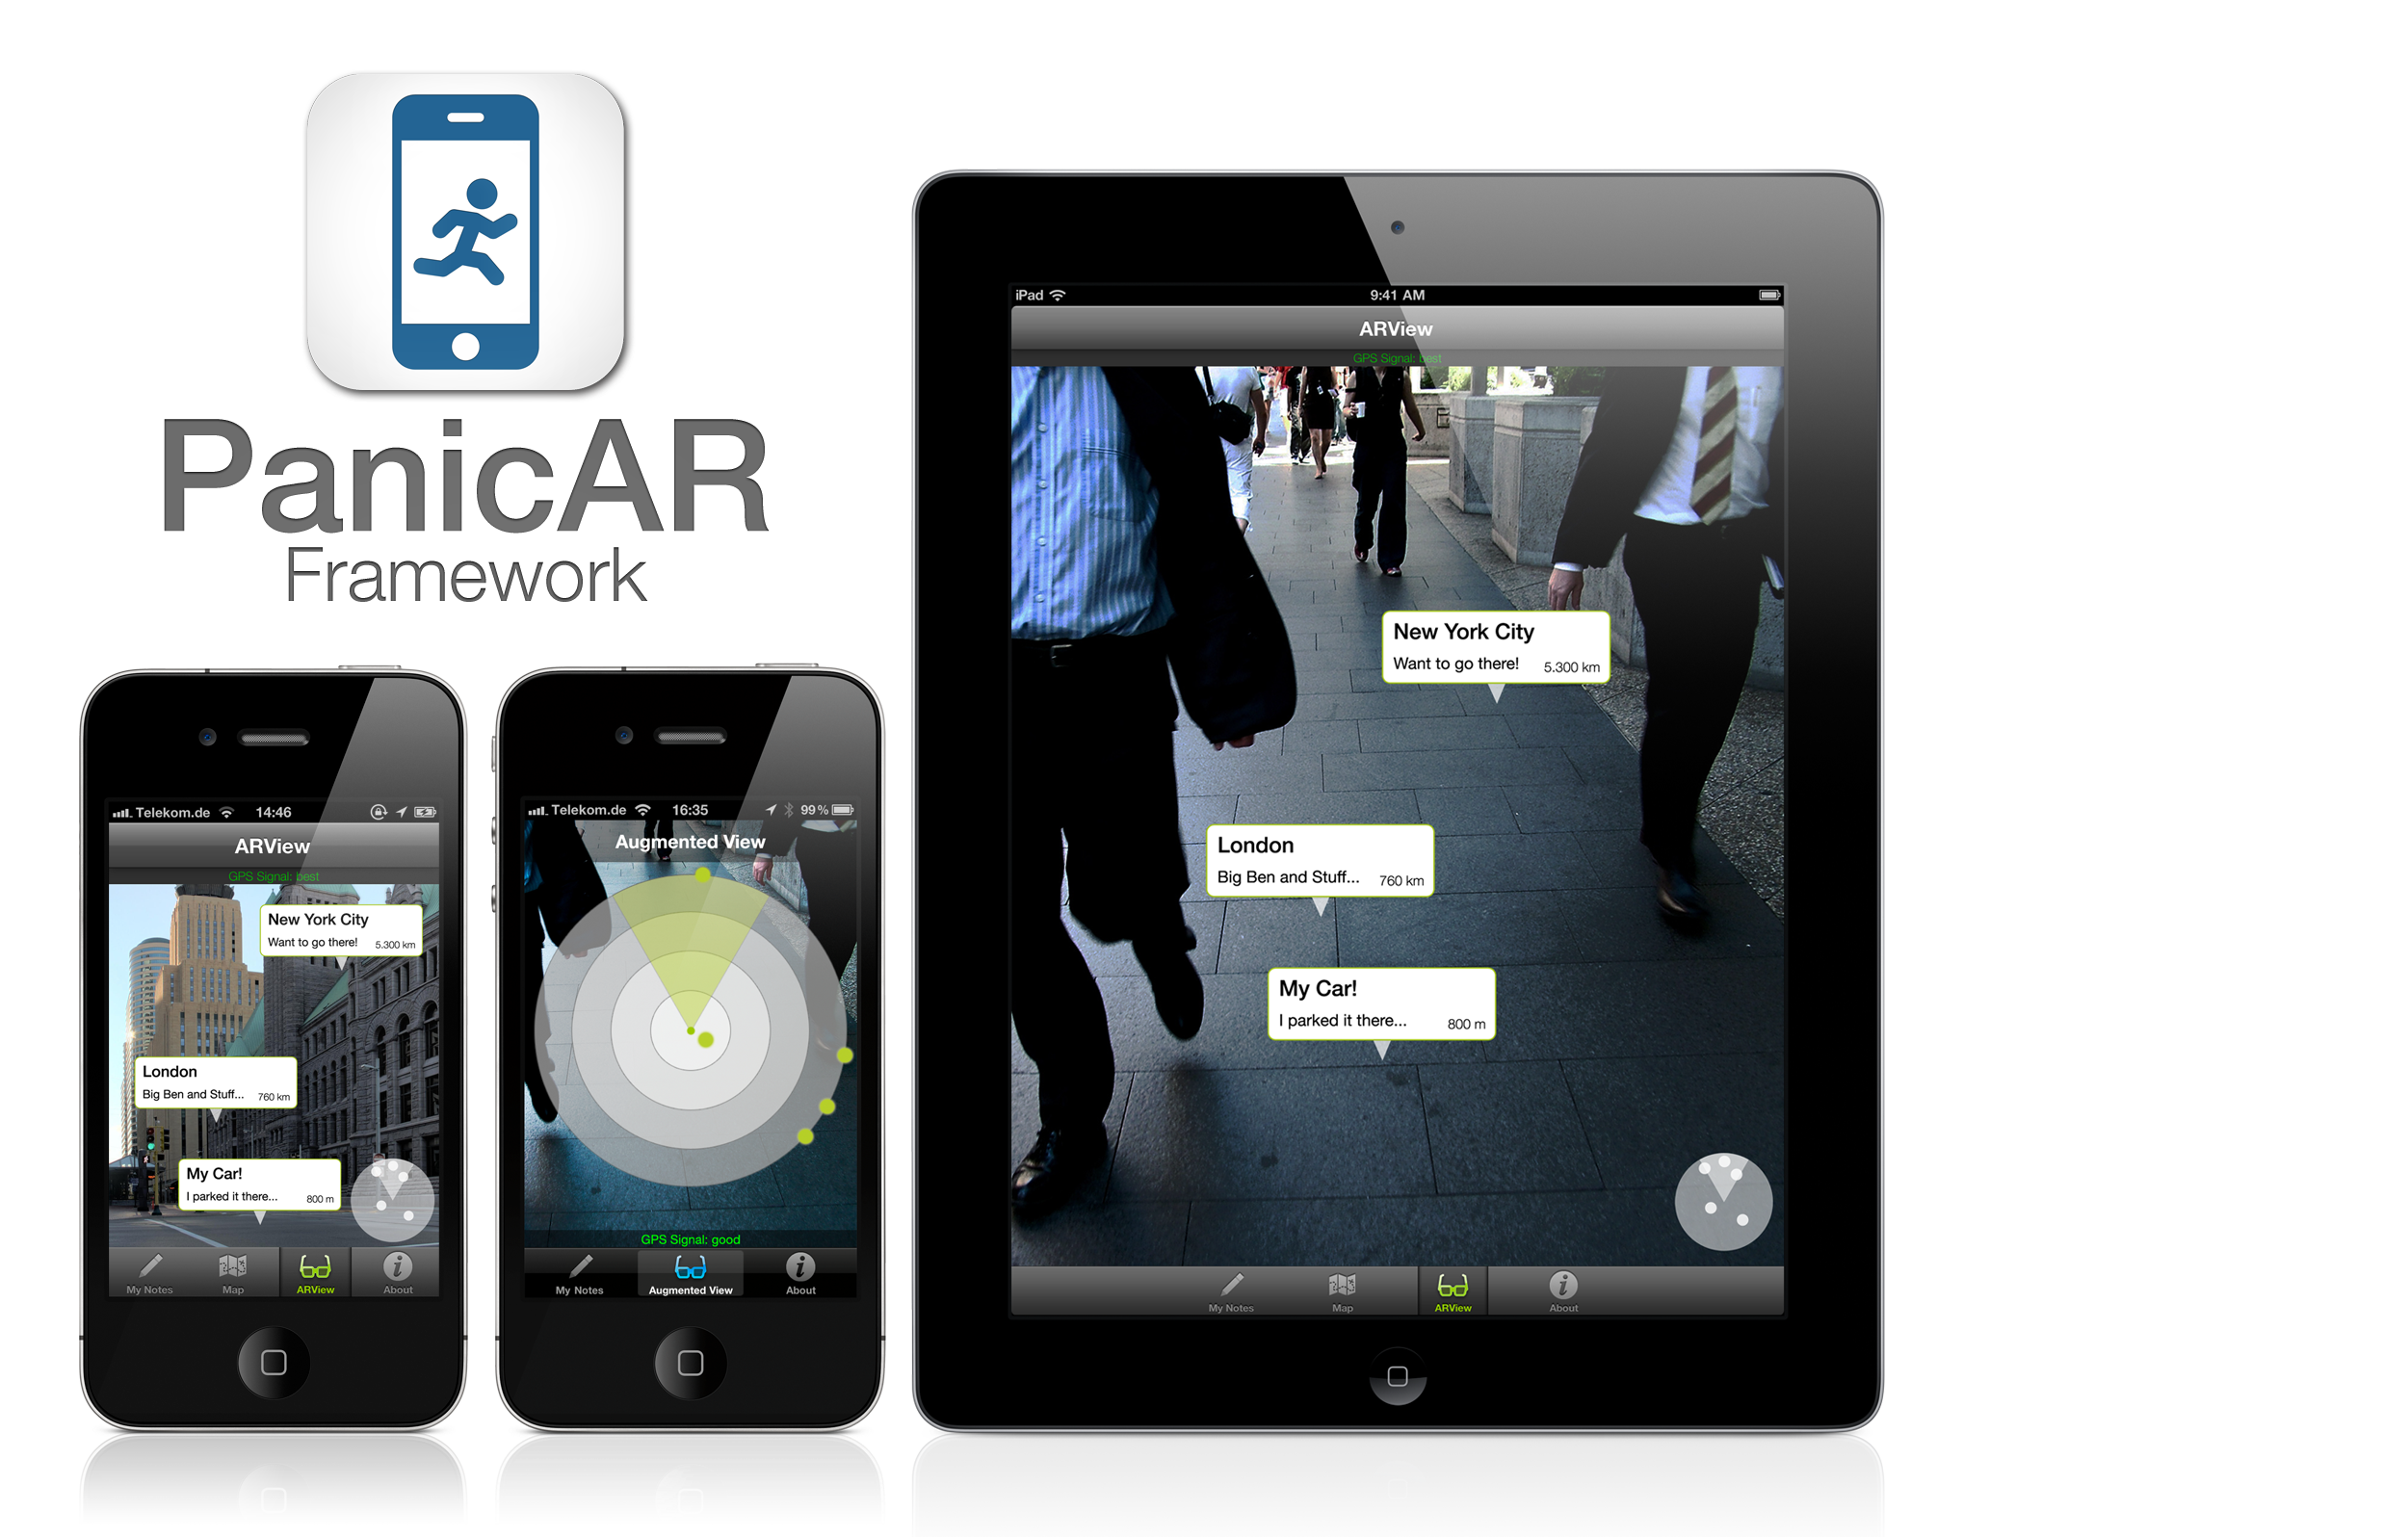 PanicAR
Framework
Telekom.de 14:46
ARView
GPS Signal: best
New York City
Want to go there! 5.300 km
London
Big Ben and Stuff... 760 km
My Car!
I parked it there... 800 m
My Notes Map ARView About
Telekom.de 16:35 99%
Augmented View
GPS Signal: good
My Notes Augmented View About
iPad 9:41 AM
ARView
GPS Signal: best
New York City
Want to go there! 5.300 km
London
Big Ben and Stuff... 760 km
My Car!
I parked it there... 800 m
My Notes Map ARView About